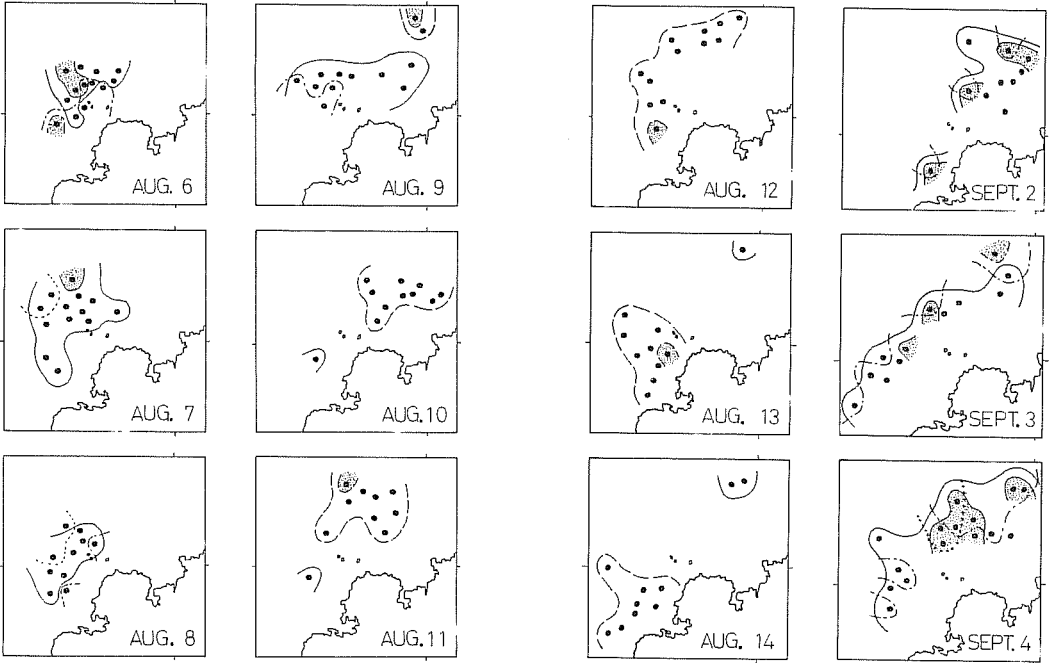 AUG. 6
AUG. 9
AUG. 12
SEPT. 2
AUG. 7
AUG. 10
AUG. 13
SEPT. 3
AUG. 8
AUG. 11
AUG. 14
SEPT. 4